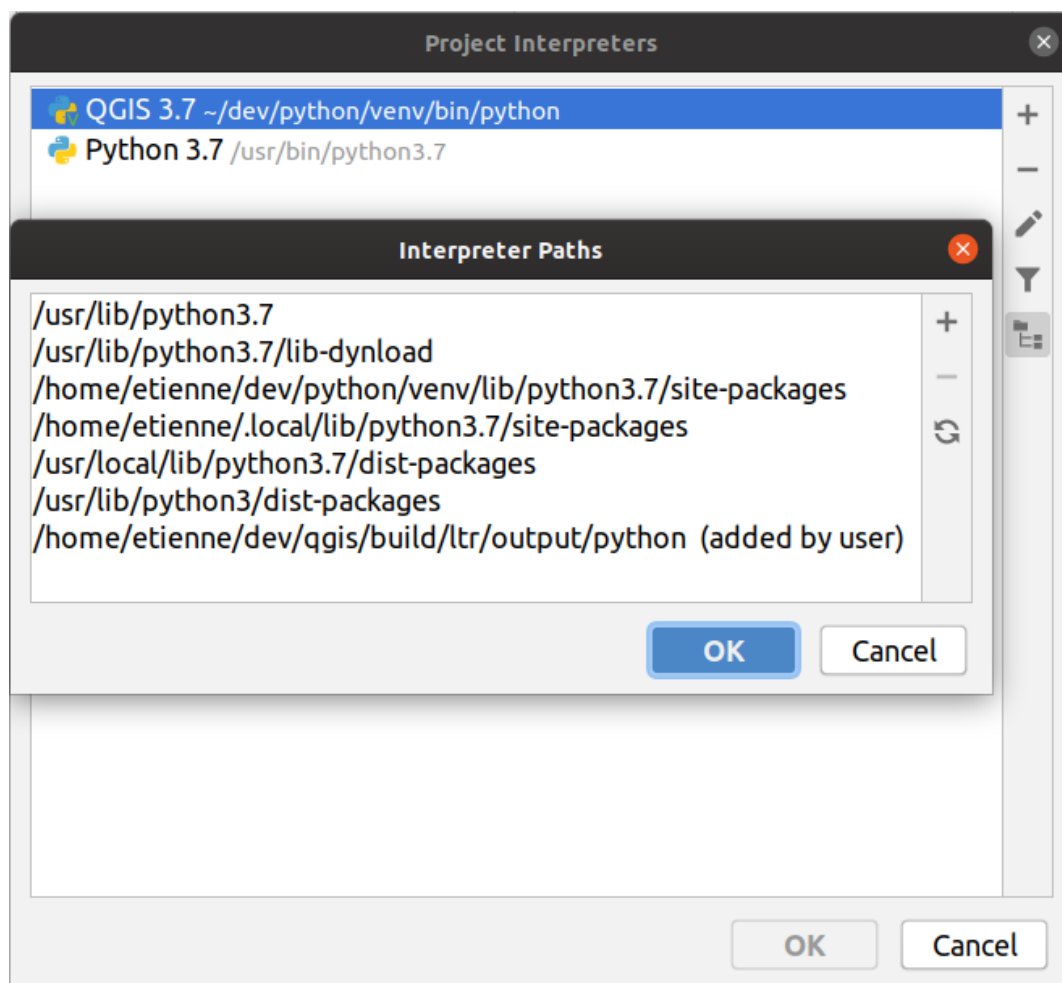 Project Interpreters
QGIS 3.7 ~/dev/python/venv/bin/python
Python 3.7 /usr/bin/python3.7
Interpreter Paths
/usr/lib/python3.7
/usr/lib/python3.7/lib-dynload
/home/etienne/dev/python/venv/lib/python3.7/site-packages
/home/etienne/.local/lib/python3.7/site-packages
/usr/local/lib/python3.7/dist-packages
/usr/lib/python3/dist-packages
/home/etienne/dev/qgis/build/ltr/output/python (added by user)
OK Cancel
OK Cancel